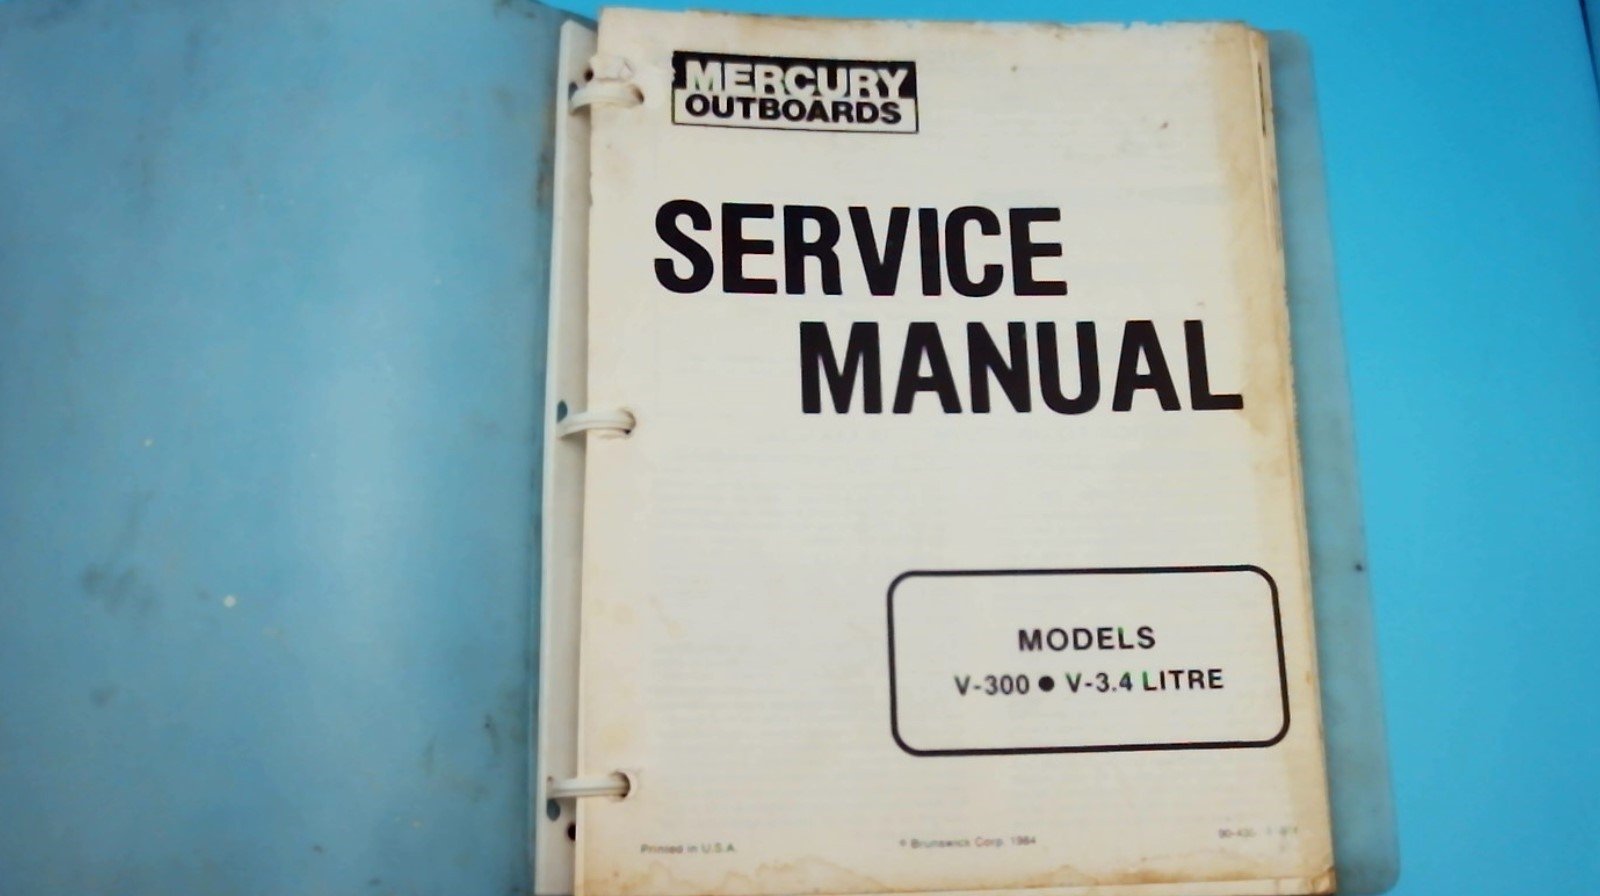 MERCURY
OUTBOARDS
SERVICE
MANUAL
MODELS
V-300 ● V-3.4 LITRE
Printed in U.S.A.
Brunswick Corp. 1984